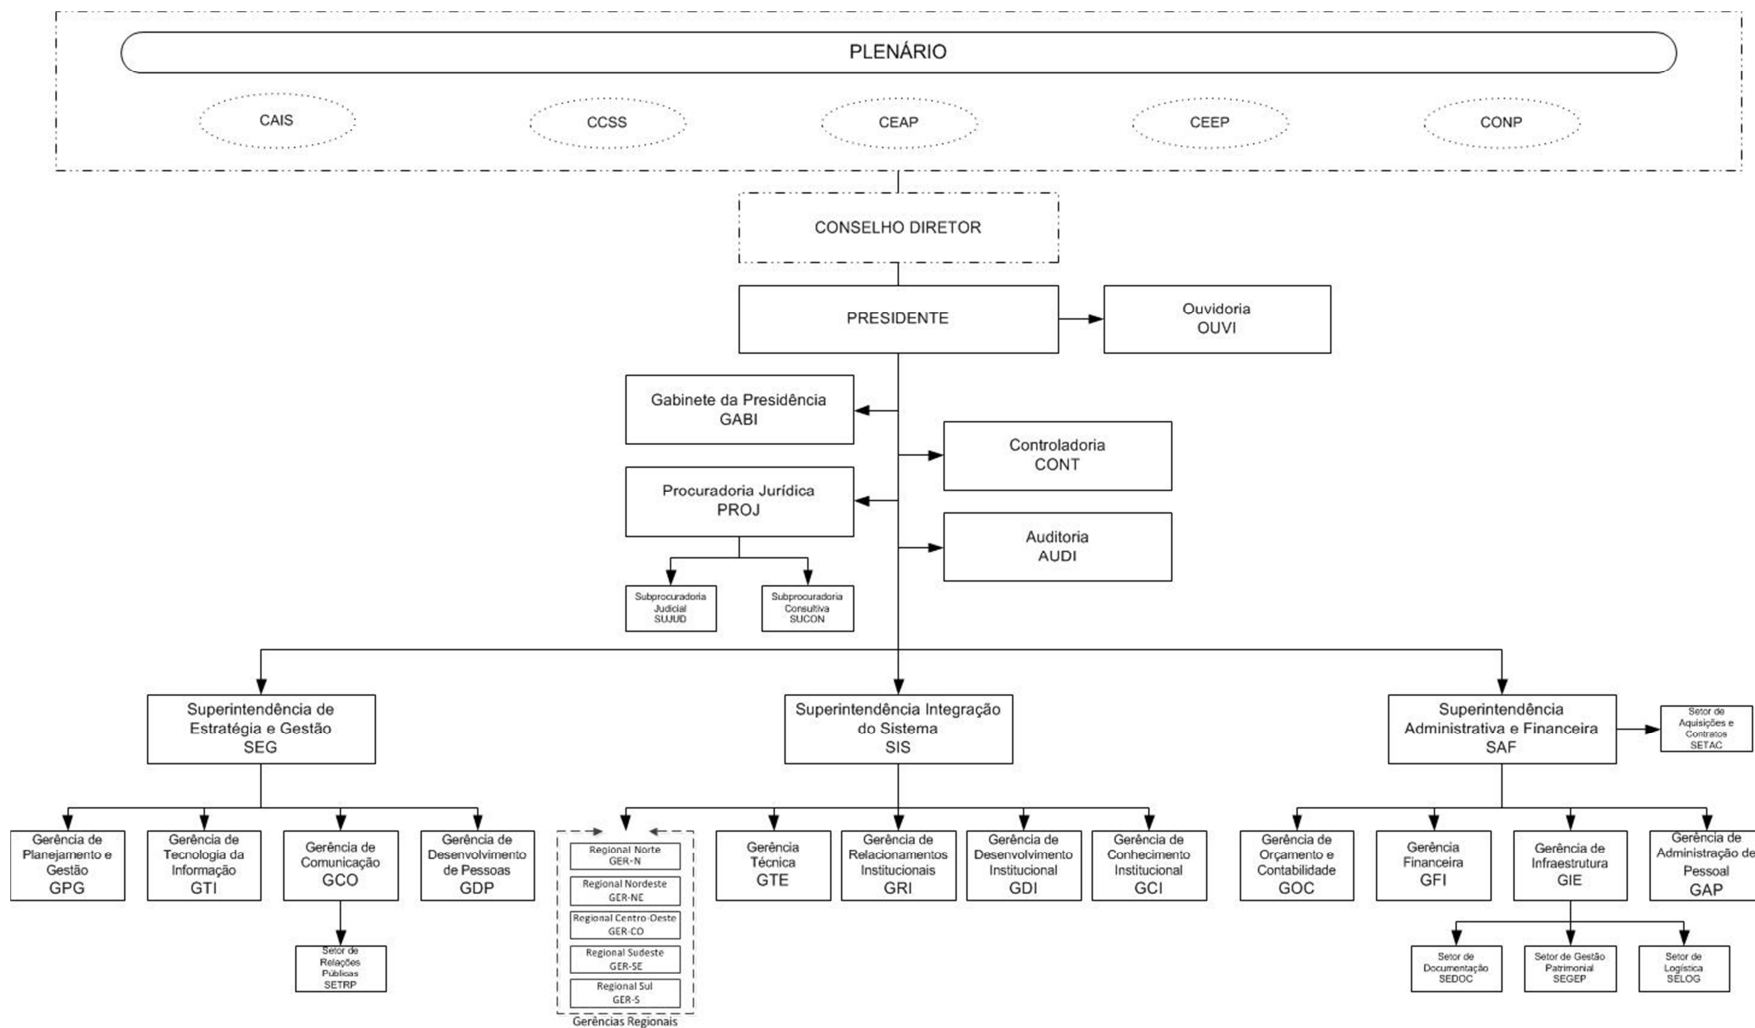 PLENÁRIO
CAIS
CCSS
CEAP
CEEP
CONP
CONSELHO DIRETOR
PRESIDENTE
Ouvidoria
OUVI
Gabinete da Presidência
GABI
Controladoria
CONT
Procuradoria Jurídica
PROJ
Auditoria
AUDI
Subprocuradoria
Judicial
SUJUD
Subprocuradoria
Consultiva
SUCON
Superintendência de
Estratégia e Gestão
SEG
Superintendência Integração
do Sistema
SIS
Superintendência
Administrativa e Financeira
SAF
Setor de
Aquisições e
Contratos
SETAC
Gerência de
Planejamento e
Gestão
GPG
Gerência de
Tecnologia da
Informação
GTI
Gerência de
Comunicação
GCO
Gerência de
Desenvolvimento
de Pessoas
GDP
Regional Norte
GER-N
Regional Nordeste
GER-NE
Regional Centro-Oeste
GER-CO
Regional Sudeste
GER-SE
Regional Sul
GER-S
Gerências Regionais
Gerência
Técnica
GTE
Gerência de
Relacionamentos
Institucionais
GRI
Gerência de
Desenvolvimento
Institucional
GDI
Gerência de
Conhecimento
Institucional
GCI
Gerência de
Orçamento e
Contabilidade
GOC
Gerência
Financeira
GFI
Gerência de
Infraestrutura
GIE
Gerência de
Administração de
Pessoal
GAP
Setor de
Relações
Públicas
SETRP
Setor de
Documentação
SEDOC
Setor de Gestão
Patrimonial
SEGEP
Setor de
Logística
SELOG